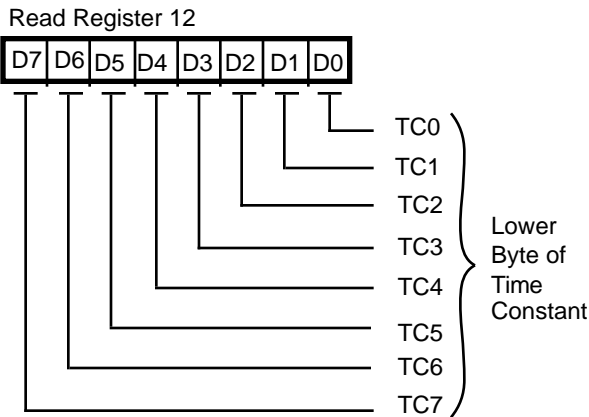 Read Register 12
D7 D6 D5 D4 D3 D2 D1 D0
TC0
TC1
TC2
TC3
TC4
TC5
TC6
TC7
Lower
Byte of
Time
Constant